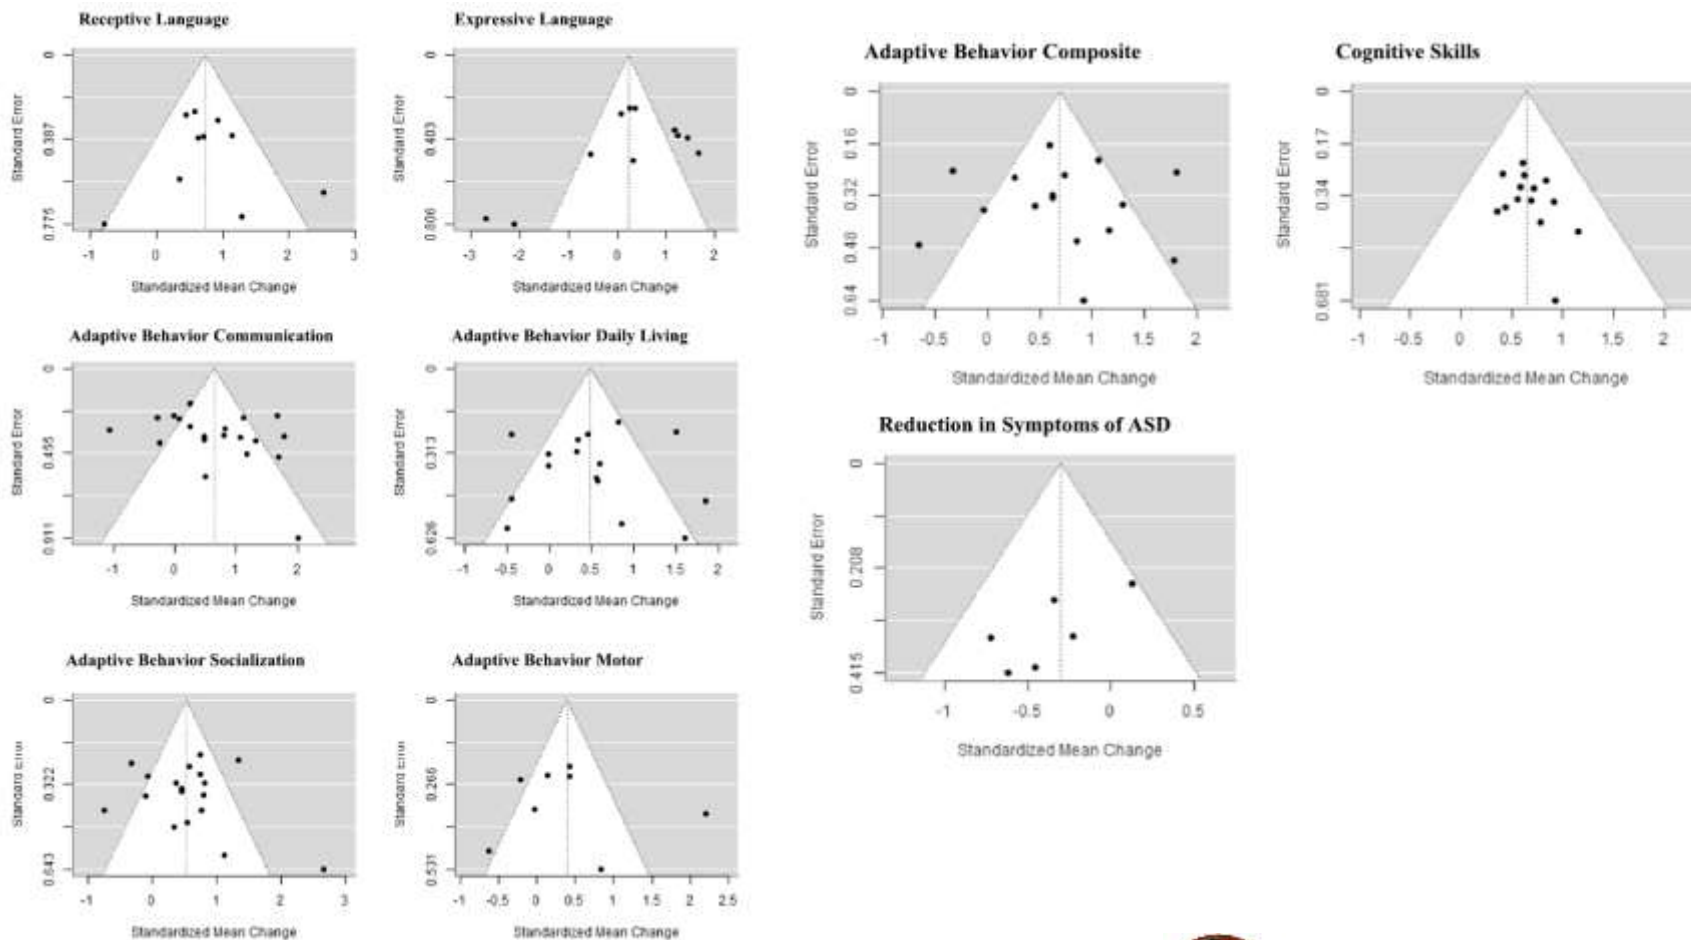 Receptive Language
Standard Error
0
0.387
0.775
-1 0 1 2 3
Standardized Mean Change
Expressive Language
Standard Error
0
0.403
0.806
-3 -2 -1 0 1 2
Standardized Mean Change
Adaptive Behavior Communication
Standard Error
0
0.455
0.911
-1 0 1 2
Standardized Mean Change
Adaptive Behavior Daily Living
Standard Error
0
0.313
0.626
-1 -0.5 0 0.5 1 1.5 2
Standardized Mean Change
Adaptive Behavior Socialization
Standard Error
0
0.322
0.643
-1 0 1 2 3
Standardized Mean Change
Adaptive Behavior Motor
Standard Error
0
0.266
0.531
-1 -0.5 0 0.5 1 1.5 2 2.5
Standardized Mean Change
Adaptive Behavior Composite
Standard Error
0
0.16
0.32
0.48
0.64
-1 -0.5 0 0.5 1 1.5 2
Standardized Mean Change
Cognitive Skills
Standard Error
0
0.17
0.34
0.681
-1 -0.5 0 0.5 1 1.5 2
Standardized Mean Change
Reduction in Symptoms of ASD
Standard Error
0
0.208
0.415
-1 -0.5 0 0.5
Standardized Mean Change